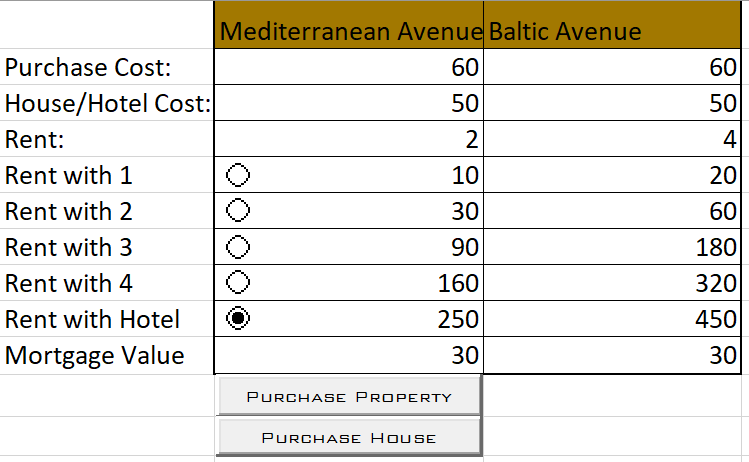 Mediterranean Avenue Baltic Avenue
Purchase Cost: 60 60
House/Hotel Cost: 50 50
Rent: 2 4
Rent with 1 10 20
Rent with 2 30 60
Rent with 3 90 180
Rent with 4 160 320
Rent with Hotel 250 450
Mortgage Value 30 30
PURCHASE PROPERTY
PURCHASE HOUSE